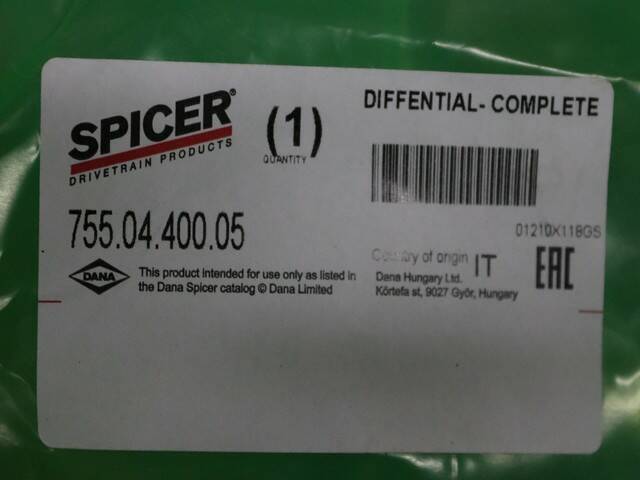 SPICER®
DRIVETRAIN PRODUCTS
(1)
QUANTITY
DIFFENTIAL- COMPLETE
755.04.400.05
01210X118GS
DANA
This product intended for use only as listed in
the Dana Spicer catalog © Dana Limited
Country of origin IT
Dana Hungary Ltd.
Körtefa st, 9027 Győr, Hungary
EAC